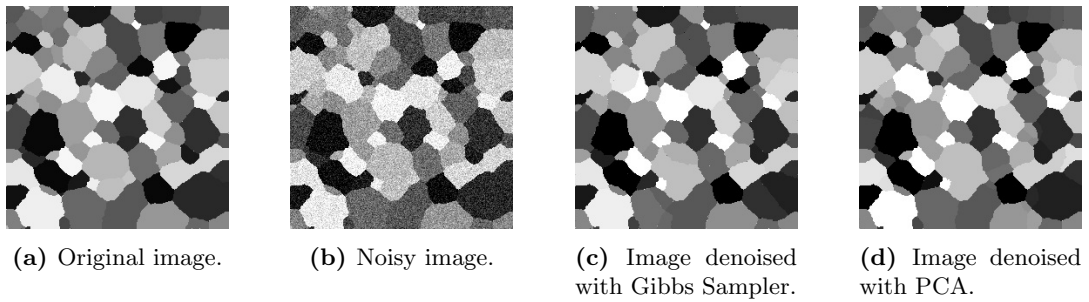 (a) Original image.
(b) Noisy image.
(c) Image denoised
with Gibbs Sampler.
(d) Image denoised
with PCA.